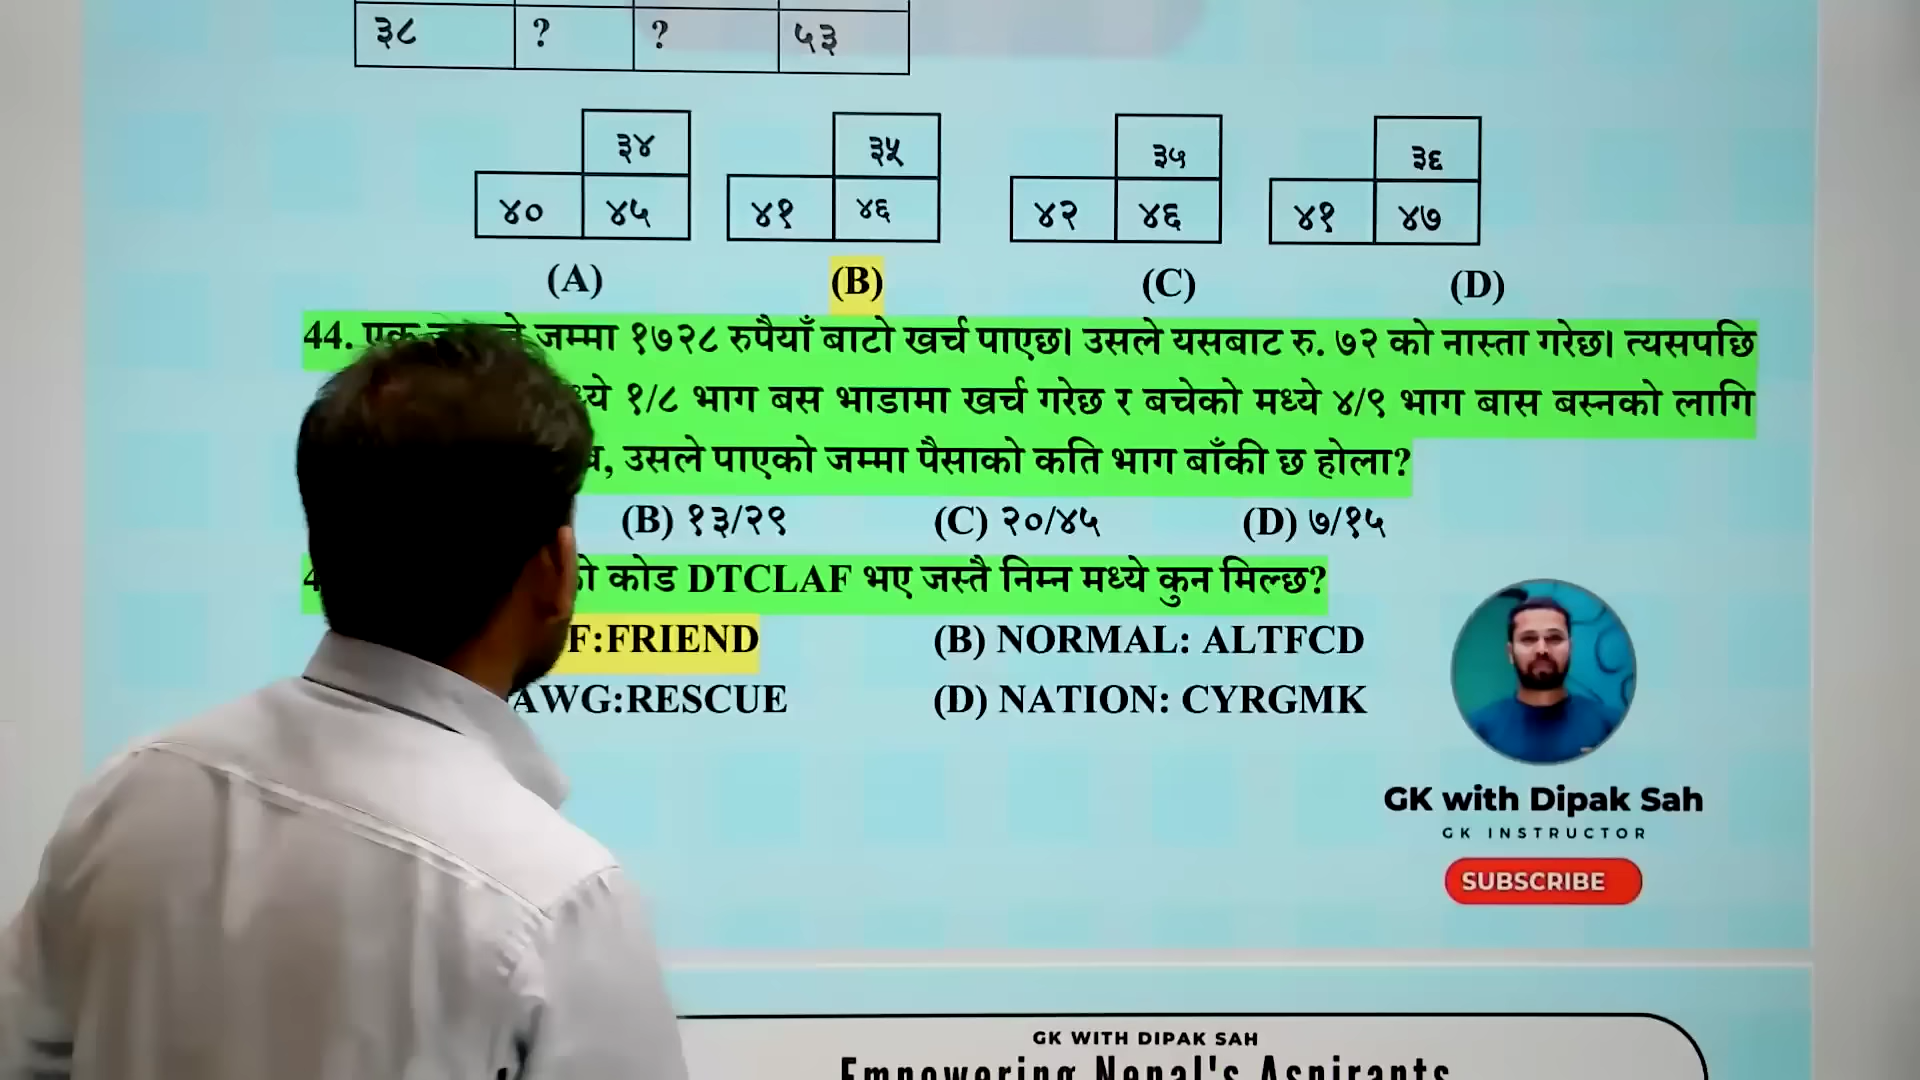 ३८ ? ? ५३
३४ ३५ ३५ ३६
४० ४५ ४१ ४६ ४२ ४६ ४१ ४७
(A) (B) (C) (D)
44. एक जम्मा १७२८ रुपैयाँ बाटो खर्च पाएछ। उसले यसबाट रु. ७२ को नास्ता गरेछ। त्यसपछि
१/८ भाग बस भाडामा खर्च गरेछ र बचेको मध्ये ४/९ भाग बास बस्नको लागि
उसले पाएको जम्मा पैसाको कति भाग बाँकी छ होला?
(B) १३/२९ (C) २०/४५ (D) ७/१५
कोड DTCLAF भए जस्तै निम्न मध्ये कुन मिल्छ?
F:FRIEND (B) NORMAL: ALTFCD
AWG:RESCUE (D) NATION: CYRGMK
GK with Dipak Sah
GK INSTRUCTOR
SUBSCRIBE
GK WITH DIPAK SAH
Empowering Nepal's Aspirants